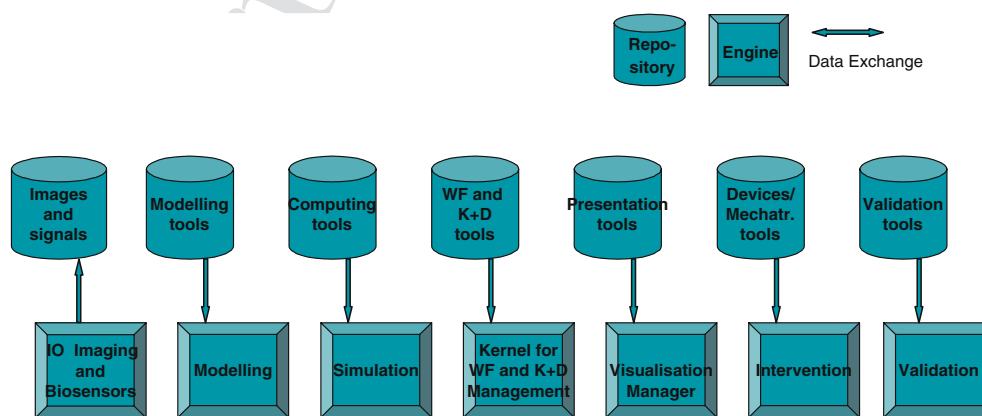 Repo-
sitory
Engine
Data Exchange
Images
and
signals
Modelling
tools
Computing
tools
WF and
K+D
tools
Presentation
tools
Devices/
Mechatr.
tools
Validation
tools
IO Imaging
and
Biosensors
Modelling
Simulation
Kernel for
WF and K+D
Management
Visualisation
Manager
Intervention
Validation